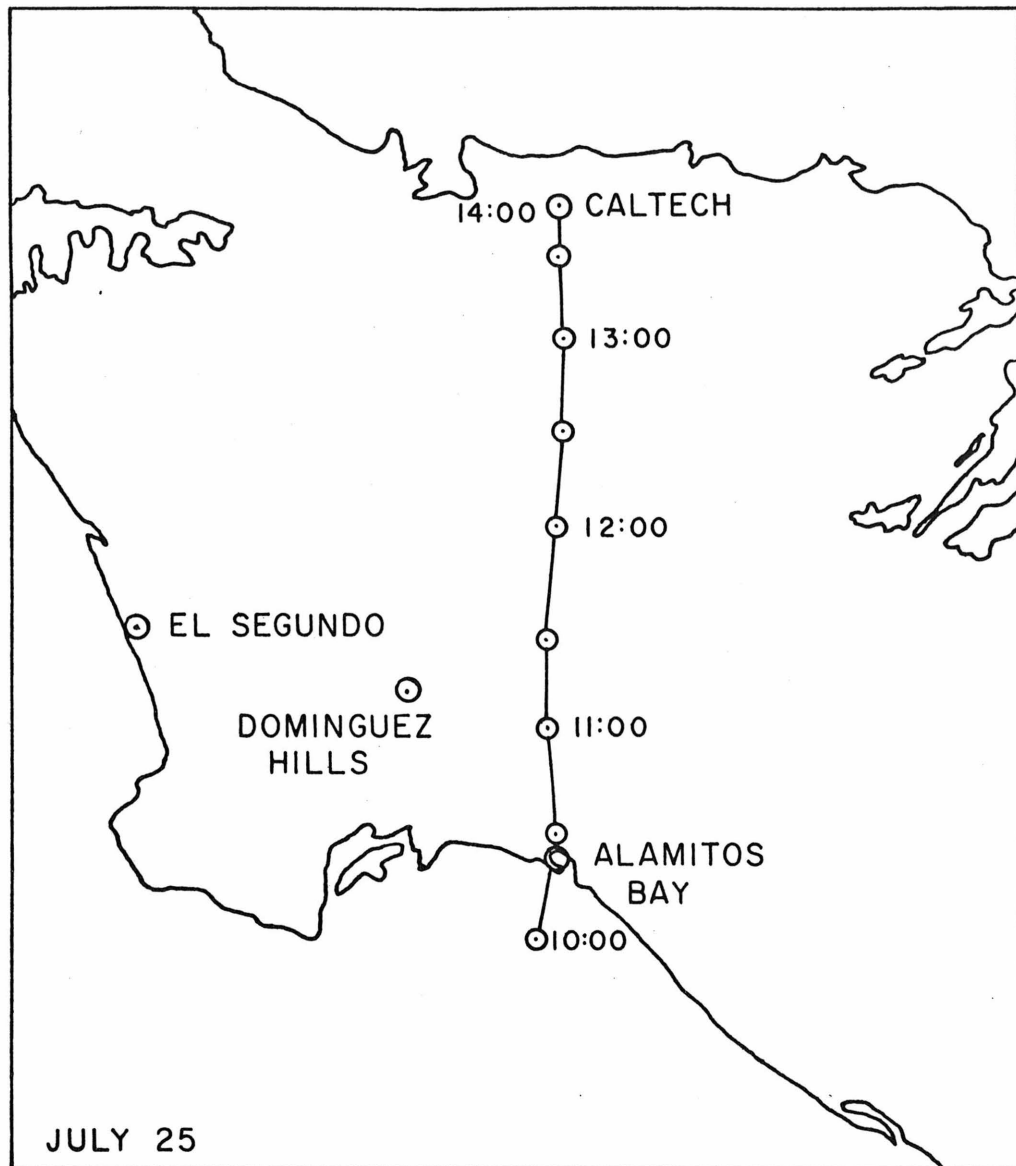 14:00 CALTECH
13:00
12:00
EL SEGUNDO
DOMINGUEZ
HILLS
11:00
ALAMITOS
BAY
10:00
JULY 25